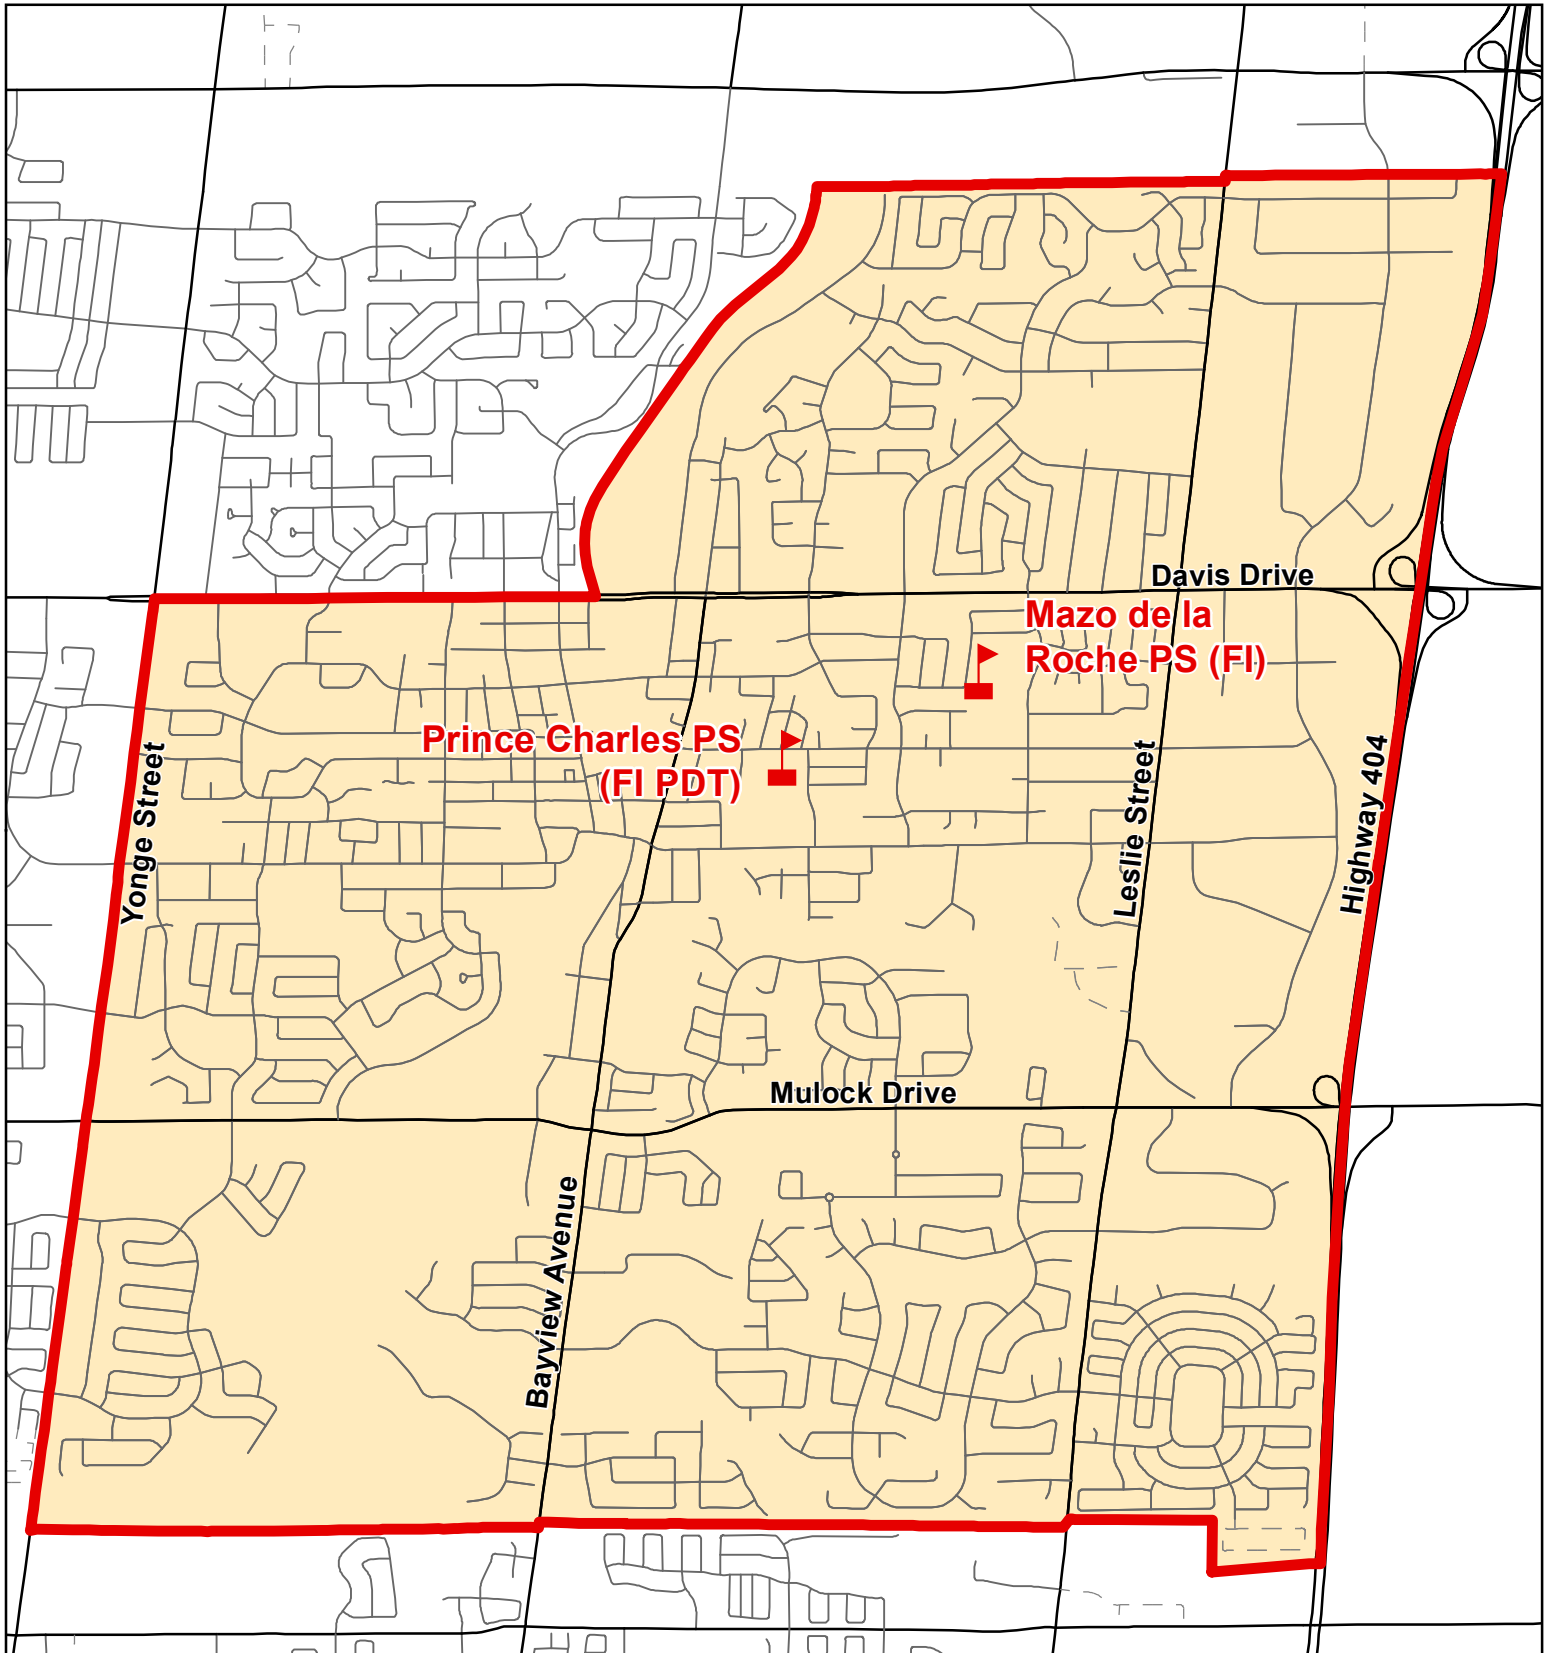 Davis Drive
Mazo de la
Roche PS (FI)
Prince Charles PS
(FI PDT)
Yonge Street
Leslie Street
Highway 404
Mulock Drive
Bayview Avenue